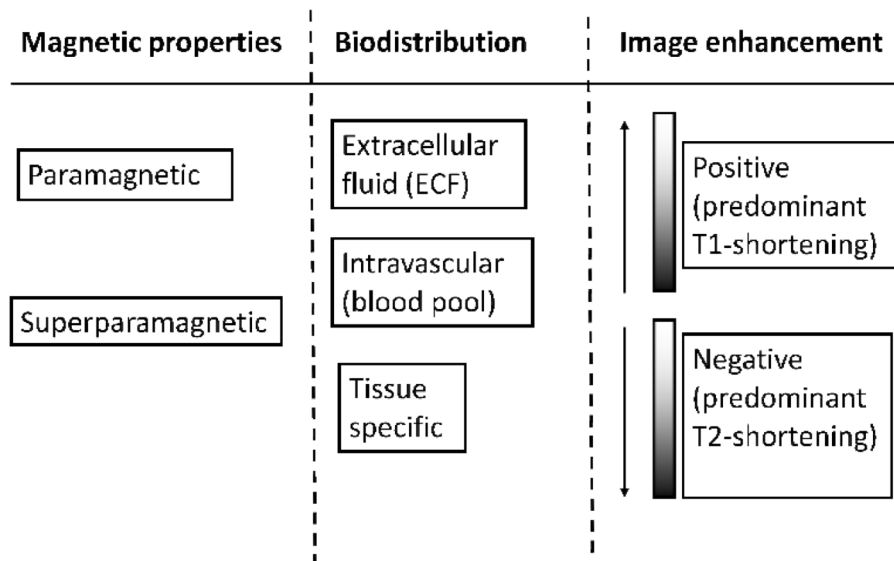 Magnetic properties
Biodistribution
Image enhancement
Paramagnetic
Superparamagnetic
Extracellular
fluid (ECF)
Intravascular
(blood pool)
Tissue
specific
Positive
(predominant
T1-shortening)
Negative
(predominant
T2-shortening)